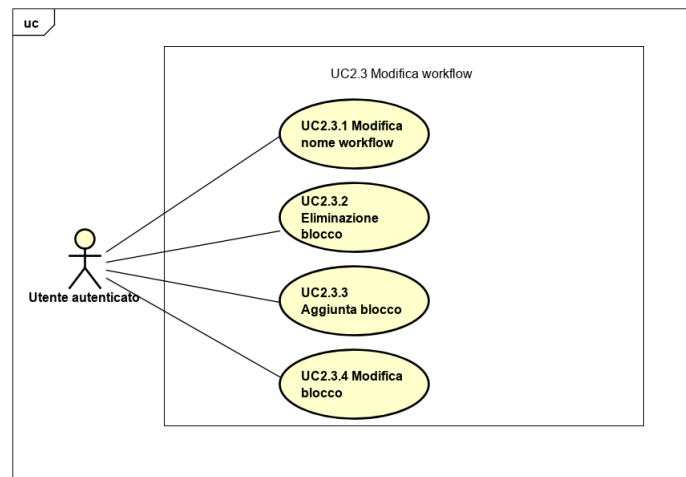 uc
UC2.3 Modifica workflow
UC2.3.1 Modifica
nome workflow
UC2.3.2
Eliminazione
blocco
Utente autenticato
UC2.3.3
Aggiunta blocco
UC2.3.4 Modifica
blocco